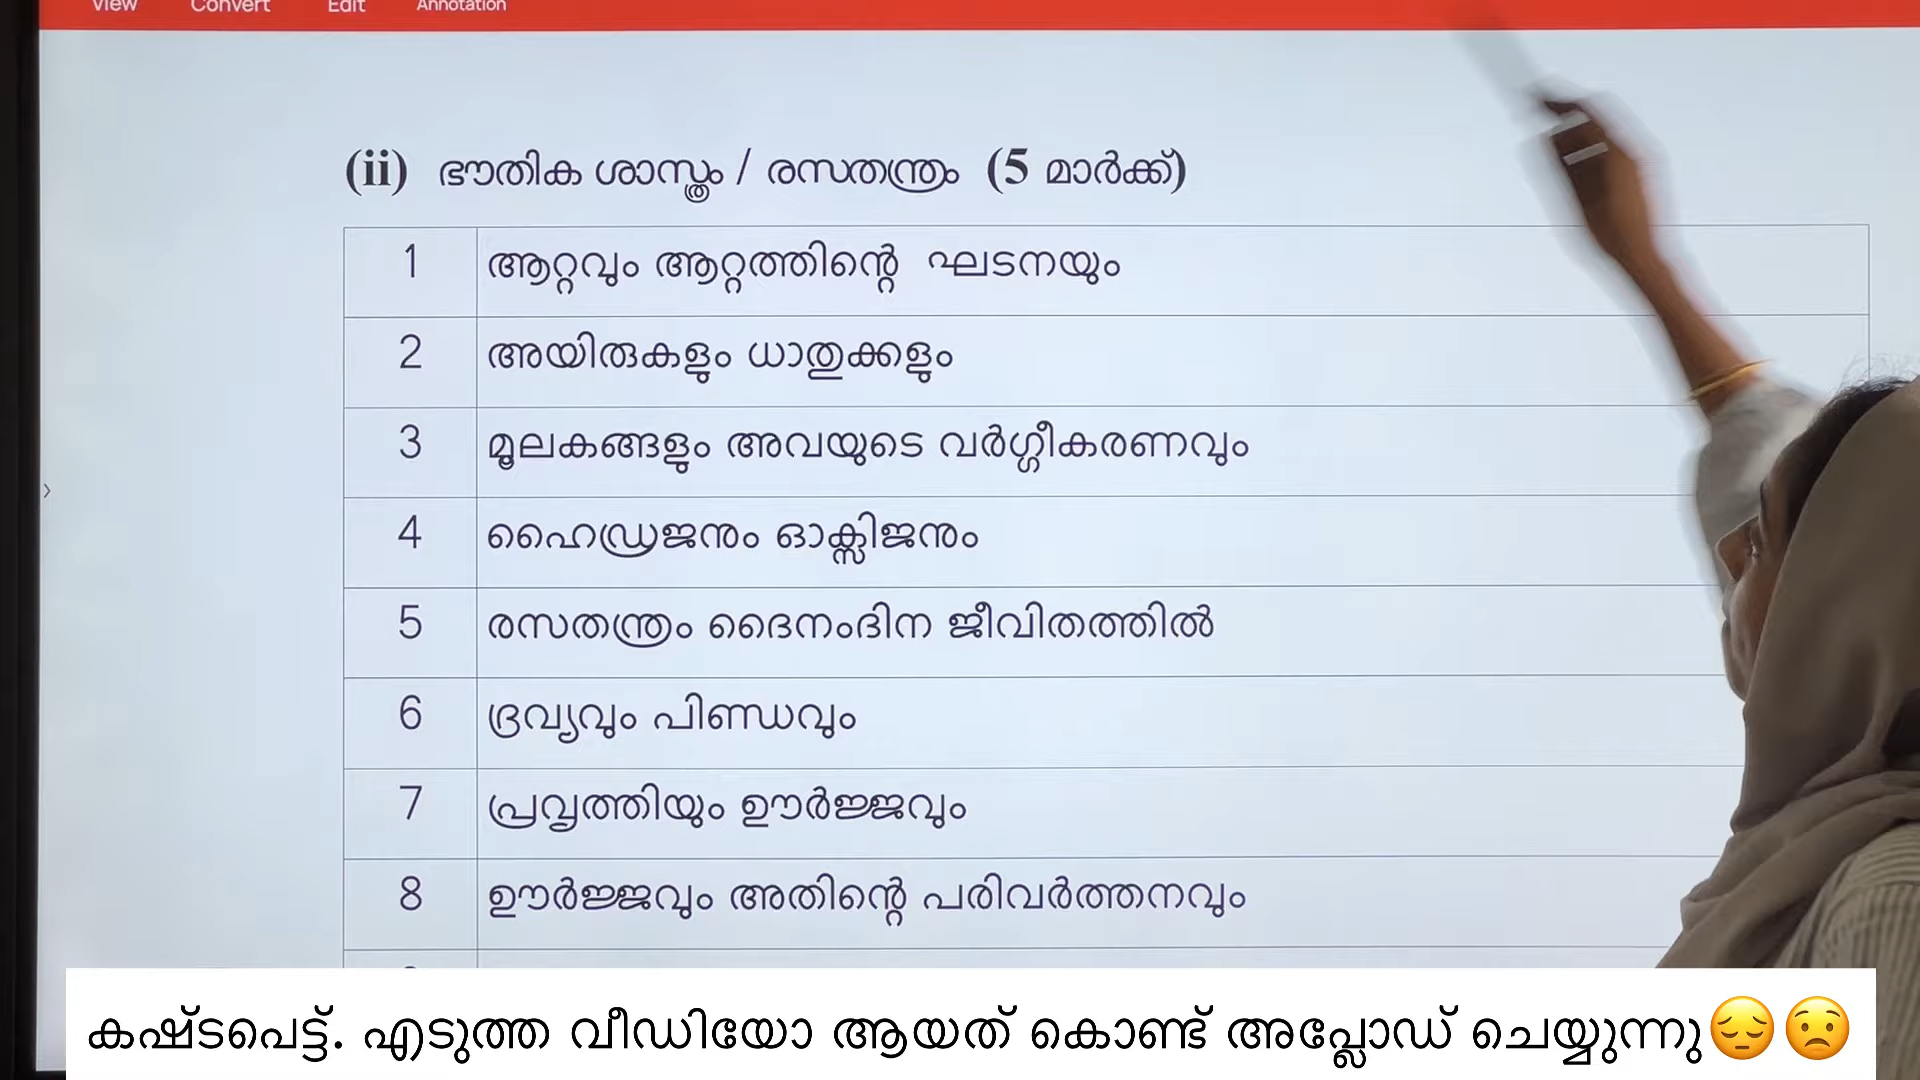 View Convert Edit Annotation
(ii) ഭൗതിക ശാസ്ത്രം / രസതന്ത്രം (5 മാർക്ക്)
1 ആറ്റവും ആറ്റത്തിന്റെ ഘടനയും
2 അയിരുകളും ധാതുക്കളും
3 മൂലകങ്ങളും അവയുടെ വർഗ്ഗീകരണവും
4 ഹൈഡ്രജനും ഓക്സിജനും
5 രസതന്ത്രം ദൈനംദിന ജീവിതത്തിൽ
6 ദ്രവ്യവും പിണ്ഡവും
7 പ്രവൃത്തിയും ഊർജ്ജവും
8 ഊർജ്ജവും അതിന്റെ പരിവർത്തനവും
കഷ്ടപെട്ട്. എടുത്ത വീഡിയോ ആയത് കൊണ്ട് അപ്ലോഡ് ചെയ്യുന്നു😔😟